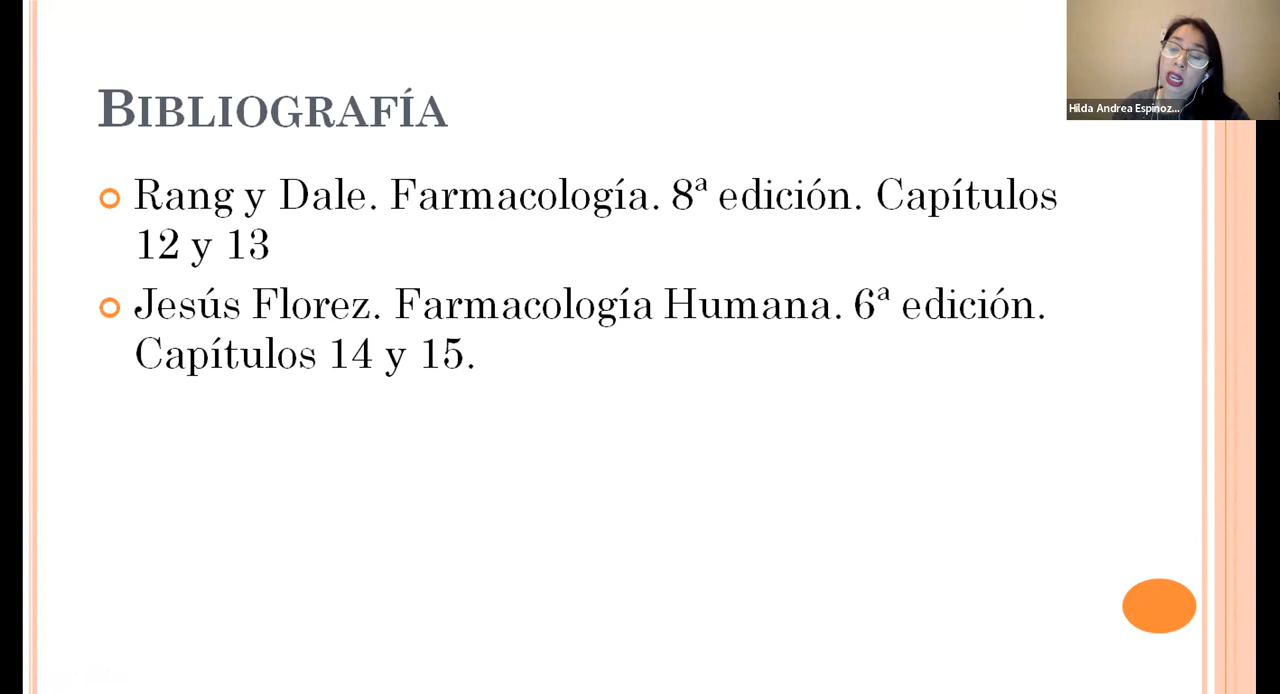 Hilda Andrea Espinoz...
BIBLIOGRAFÍA
Rang y Dale. Farmacología. 8ª edición. Capítulos
12 y 13
Jesús Florez. Farmacología Humana. 6ª edición.
Capítulos 14 y 15.